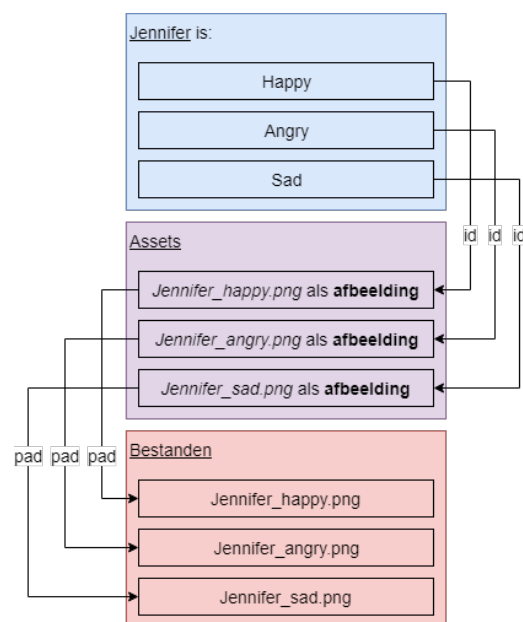 Jennifer is:
Happy
Angry
Sad
id id id
Assets
Jennifer_happy.png als afbeelding
Jennifer_angry.png als afbeelding
Jennifer_sad.png als afbeelding
pad pad pad
Bestanden
Jennifer_happy.png
Jennifer_angry.png
Jennifer_sad.png